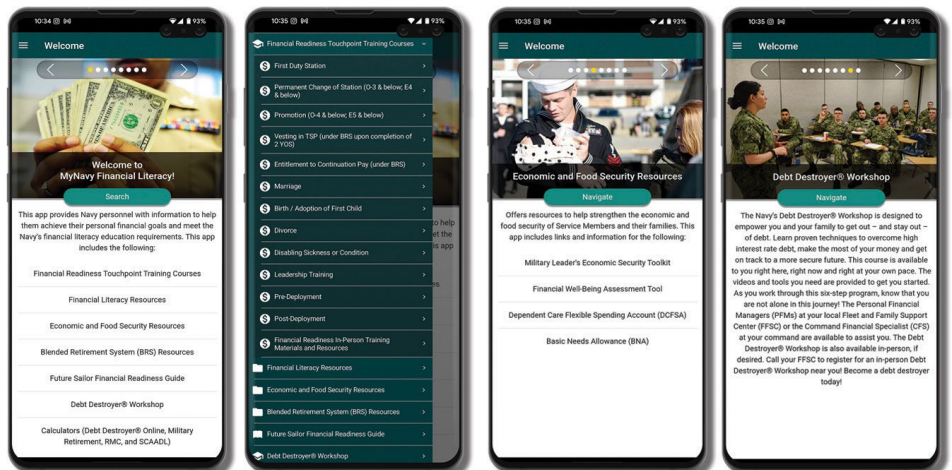 10:34
93%
Welcome
Welcome to
MyNavy Financial Literacy!
Search
This app provides Navy personnel with information to help
them achieve their personal financial goals and meet the
Navy's financial literacy education requirements. This app
includes the following:
Financial Readiness Touchpoint Training Courses
Financial Literacy Resources
Economic and Food Security Resources
Blended Retirement System (BRS) Resources
Future Sailor Financial Readiness Guide
Debt Destroyer® Workshop
Calculators (Debt Destroyer® Online, Military
Retirement, RMC, and SCAADL)
10:35
93%
Financial Readiness Touchpoint Training Courses
First Duty Station
Permanent Change of Station (O-3 & below; E4
& below)
Promotion (O-4 & below; E5 & below)
Vesting in TSP (under BRS upon completion of
2 YOS)
Entitlement to Continuation Pay (under BRS)
Marriage
Birth / Adoption of First Child
Divorce
Disabling Sickness or Condition
Leadership Training
Pre-Deployment
Post-Deployment
Financial Readiness In-Person Training
Materials and Resources
Financial Literacy Resources
Economic and Food Security Resources
Blended Retirement System (BRS) Resources
Future Sailor Financial Readiness Guide
Debt Destroyer® Workshop
10:35
93%
Welcome
Economic and Food Security Resources
Navigate
Offers resources to help strengthen the economic and
food security of Service Members and their families. This
app includes links and information for the following:
Military Leader's Economic Security Toolkit
Financial Well-Being Assessment Tool
Dependent Care Flexible Spending Account (DCFSA)
Basic Needs Allowance (BNA)
10:35
93%
Welcome
Debt Destroyer® Workshop
Navigate
The Navy's Debt Destroyer® Workshop is designed to
empower you and your family to get out – and stay out –
of debt. Learn proven techniques to overcome high
interest rate debt, make the most of your money and get
on track to a more secure future. This course is available
to you right here, right now and right at your own pace. The
videos and tools you need are provided to get you started.
As you work through this six-step program, know that you
are not alone in this journey! The Personal Financial
Managers (PFMs) at your local Fleet and Family Support
Center (FFSC) or the Command Financial Specialist (CFS)
at your command are available to assist you. The Debt
Destroyer® Workshop is also available in-person, if
desired. Call your FFSC to register for an in-person Debt
Destroyer® Workshop near you! Become a debt destroyer
today!